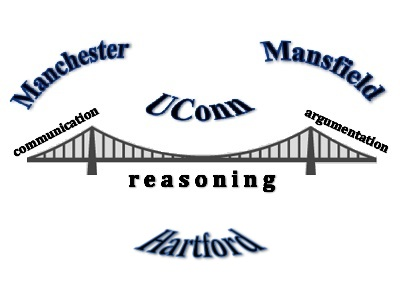 Manchester
Mansfield
UConn
communication
argumentation
reasoning
Hartford